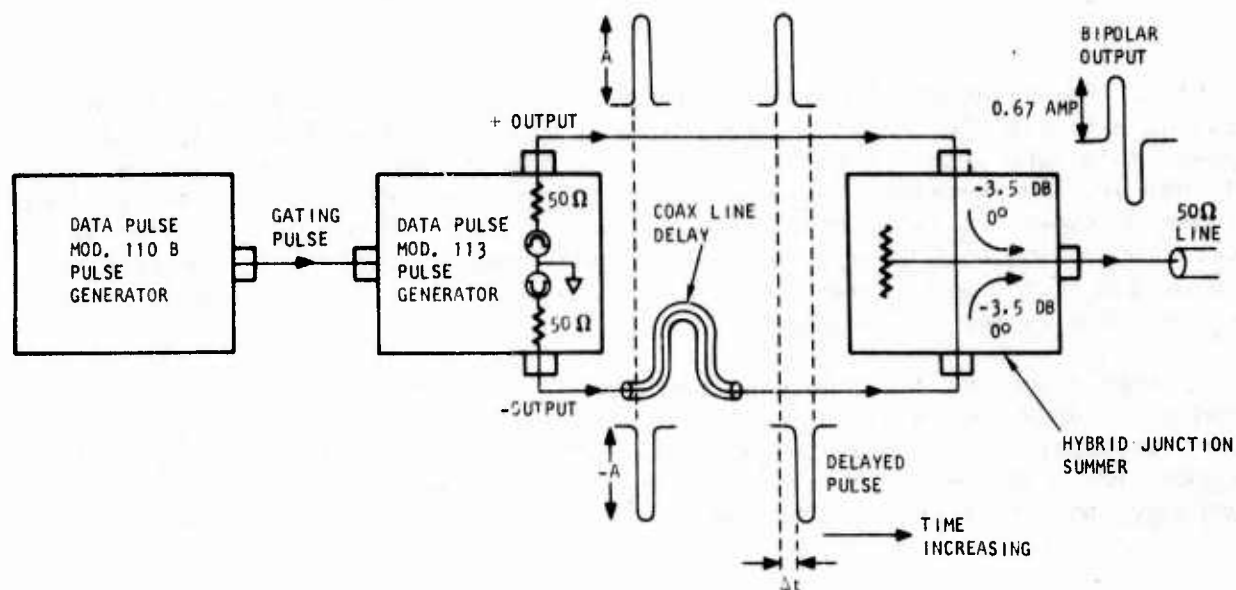 BIPOLAR
OUTPUT
A
0.67 AMP
+ OUTPUT
-3.5 DB
0°
50Ω
DATA PULSE
MOD. 110 B
PULSE
GENERATOR
GATING
PULSE
DATA PULSE
MOD. 113
PULSE
GENERATOR
COAX LINE
DELAY
50Ω
LINE
50Ω
-3.5 DB
0°
-OUTPUT
-A
DELAYED
PULSE
HYBRID JUNCTION
SUMMER
TIME
INCREASING
Δt